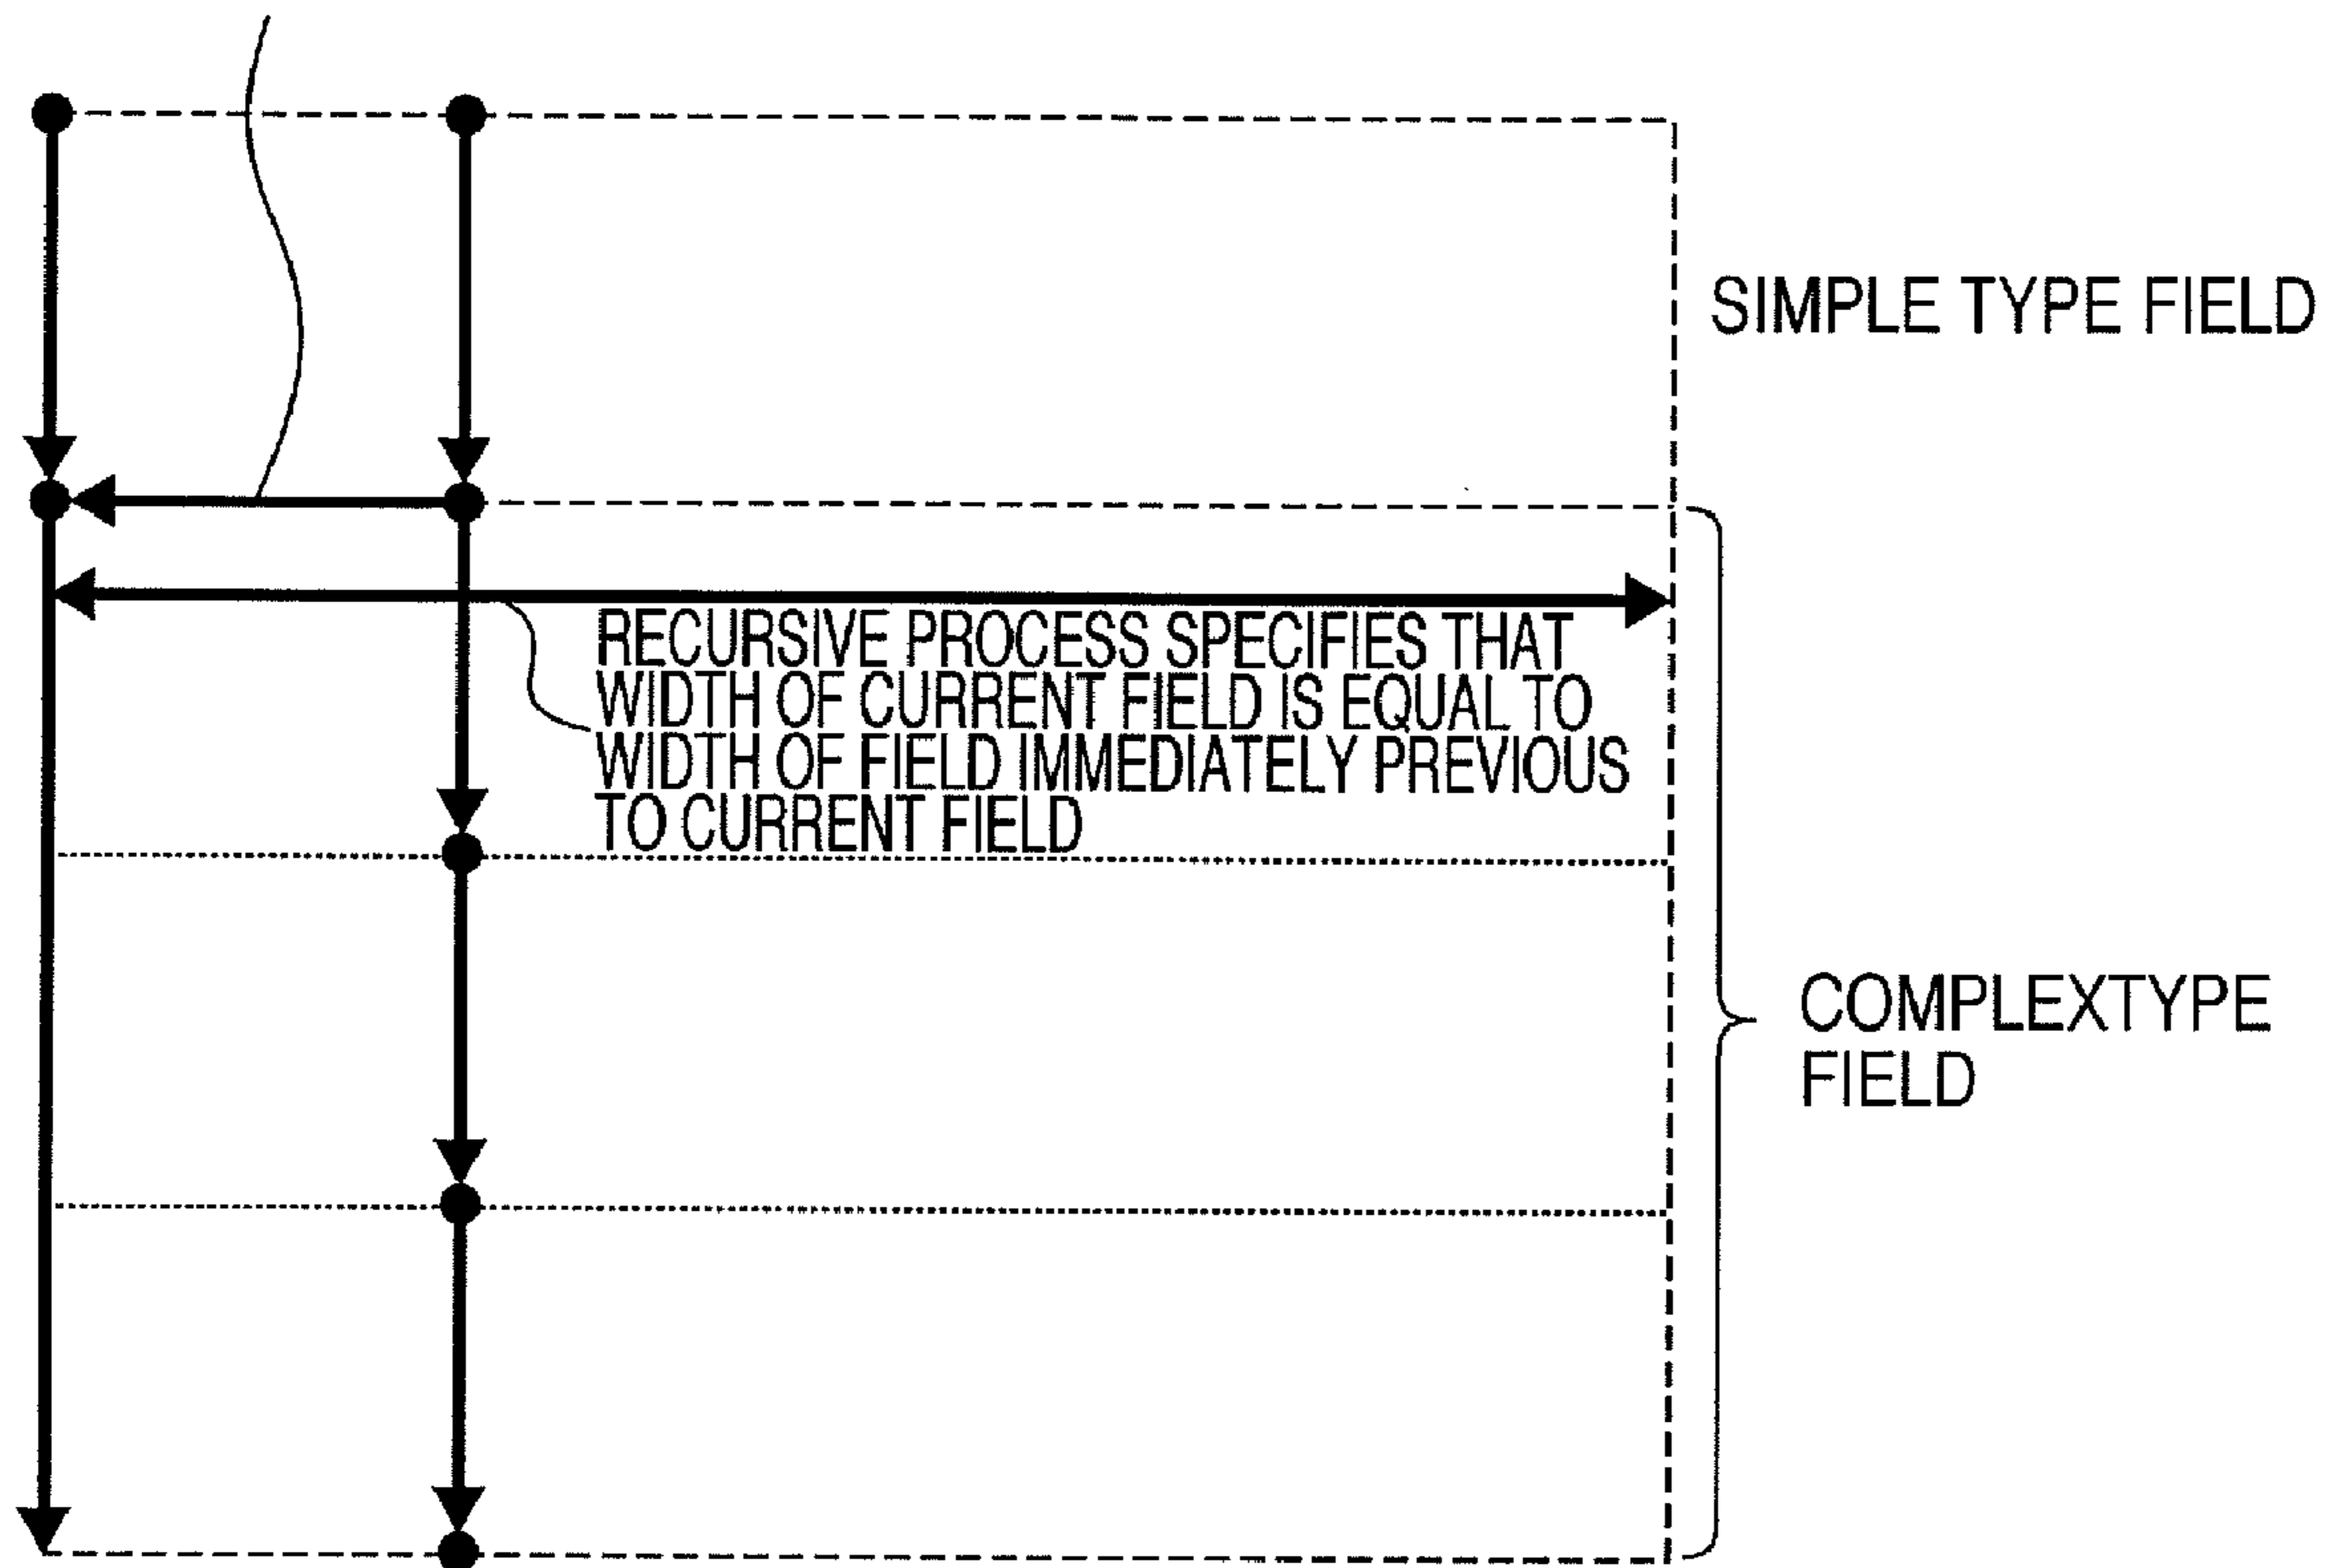 SIMPLE TYPE FIELD
RECURSIVE PROCESS SPECIFIES THAT
WIDTH OF CURRENT FIELD IS EQUAL TO
WIDTH OF FIELD IMMEDIATELY PREVIOUS
TO CURRENT FIELD
COMPLEXTYPE
FIELD